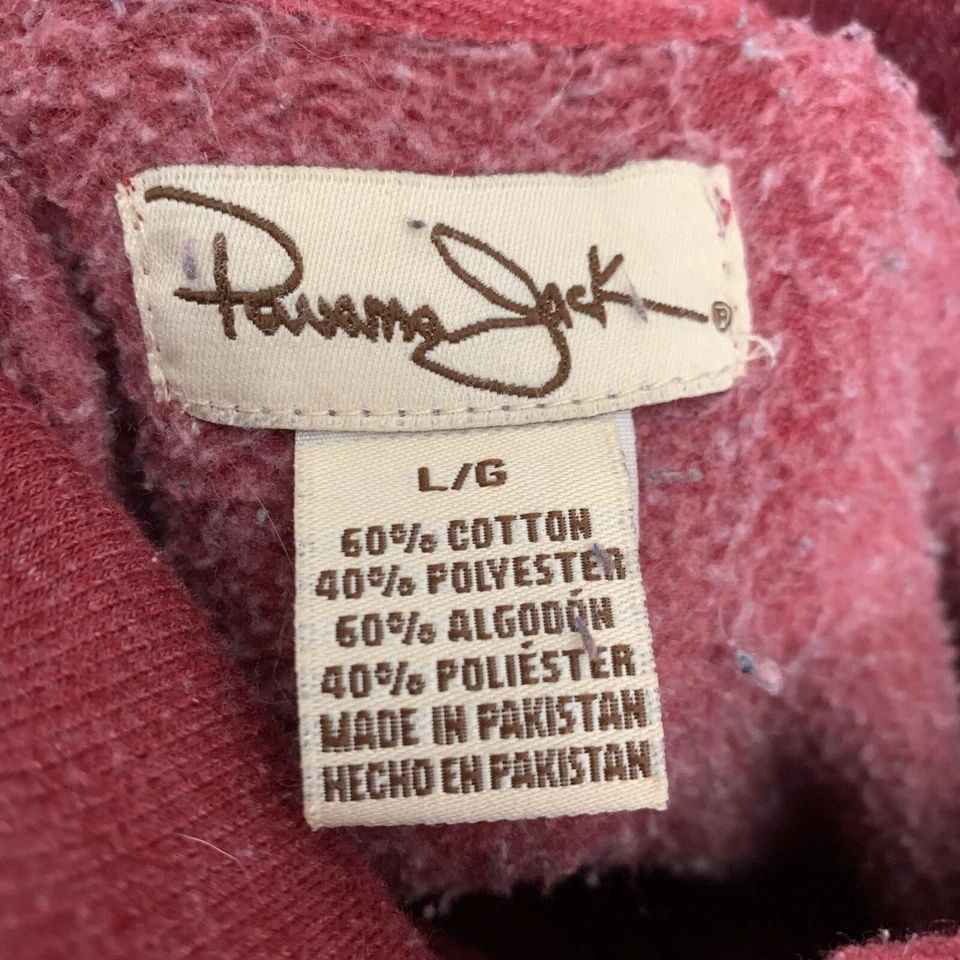 Panama Jack®
L/G
60% COTTON
40% POLYESTER
60% ALGODÓN
40% POLIÉSTER
MADE IN PAKISTAN
HECHO EN PAKISTAN